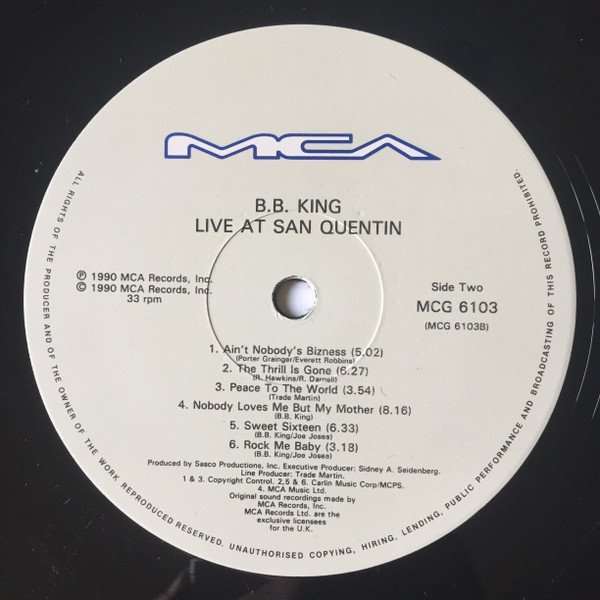 MCA
B.B. KING
LIVE AT SAN QUENTIN
℗ 1990 MCA Records, Inc.
© 1990 MCA Records, Inc.
33 rpm
Side Two
MCG 6103
(MCG 6103B)
1. Ain't Nobody's Bizness (5.02)
(Porter Grainger/Everett Robbins)
2. The Thrill Is Gone (6.27)
(R. Hawkins/R. Darnell)
3. Peace To The World (3.54)
(Trade Martin)
4. Nobody Loves Me But My Mother (8.16)
(B.B. King)
5. Sweet Sixteen (6.33)
(B.B. King/Joe Josea)
6. Rock Me Baby (3.18)
(B.B. King/Joe Josea)
Produced by Sasco Productions, Inc. Executive Producer: Sidney A. Seidenberg.
Line Producer: Trade Martin.
1 & 3. Copyright Control. 2,5 & 6. Carlin Music Corp/MCPS.
4. MCA Music Ltd.
Original sound recordings made by
MCA Records, Inc.
MCA Records Ltd. are the
exclusive licensees
for the U.K.
ALL RIGHTS OF THE PRODUCER AND OF THE OWNER OF THE WORK REPRODUCED RESERVED. UNAUTHORISED COPYING, HIRING, LENDING, PUBLIC PERFORMANCE AND BROADCASTING OF THIS RECORD PROHIBITED.